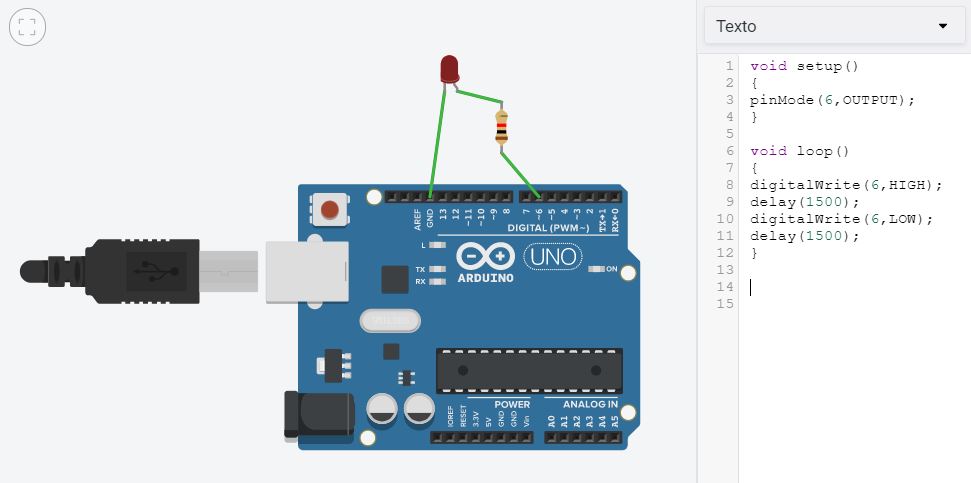 Texto
1 void setup()
2 {
3 pinMode(6,OUTPUT);
4 }
5
6 void loop()
7 {
8 digitalWrite(6,HIGH);
9 delay(1500);
10 digitalWrite(6,LOW);
11 delay(1500);
12 }
13
14
15
AREF GND 13 12 ~11 ~10 ~9 8 7 ~6 ~5 4 ~3 2 TX→1 RX←0
DIGITAL (PWM~)
L
TX
RX
ARDUINO
UNO
ON
POWER
ANALOG IN
IOREF RESET 3.3V 5V GND GND Vin A0 A1 A2 A3 A4 A5